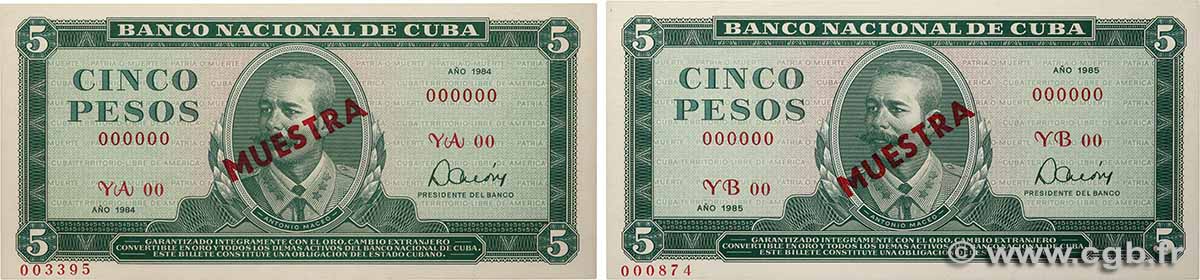 5 BANCO NACIONAL DE CUBA 5
CINCO
PESOS
AÑO 1984
000000
000000
MUESTRA
YA 00
YA 00
PRESIDENTE DEL BANCO
AÑO 1984
ANTONIO MACEO
5 5
GARANTIZADO INTEGRAMENTE CON EL ORO, CAMBIO EXTRANJERO
CONVERTIBLE EN ORO Y TODOS LOS DEMAS ACTIVOS DEL BANCO NACIONAL DE CUBA.
ESTE BILLETE CONSTITUYE UNA OBLIGACION DEL ESTADO CUBANO.
003395
5 BANCO NACIONAL DE CUBA 5
CINCO
PESOS
AÑO 1985
000000
000000
MUESTRA
YB 00
YB 00
PRESIDENTE DEL BANCO
AÑO 1985
ANTONIO MACEO
5 5
GARANTIZADO INTEGRAMENTE CON EL ORO, CAMBIO EXTRANJERO
CONVERTIBLE EN ORO Y TODOS LOS DEMAS ACTIVOS DEL BANCO NACIONAL DE CUBA
ESTE BILLETE CONSTITUYE UNA OBLIGACION DEL ESTADO CUBANO.
000874
© www.cgb.fr